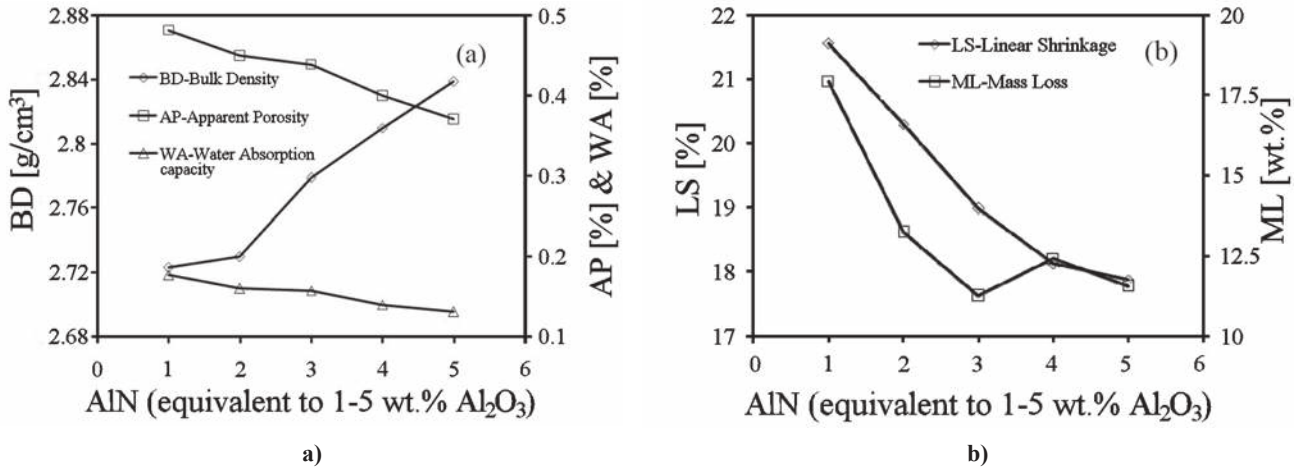 2.88
2.84
2.8
2.76
2.72
2.68
BD [g/cm³]
0.5
0.4
0.3
0.2
0.1
AP [%] & WA [%]
(a)
BD-Bulk Density
AP-Apparent Porosity
WA-Water Absorption
capacity
0 1 2 3 4 5 6
AlN (equivalent to 1-5 wt.% Al₂O₃)
a)
22
21
20
19
18
17
LS [%]
20
17.5
15
12.5
10
ML [wt.%]
(b)
LS-Linear Shrinkage
ML-Mass Loss
0 1 2 3 4 5 6
AlN (equivalent to 1-5 wt.% Al₂O₃)
b)